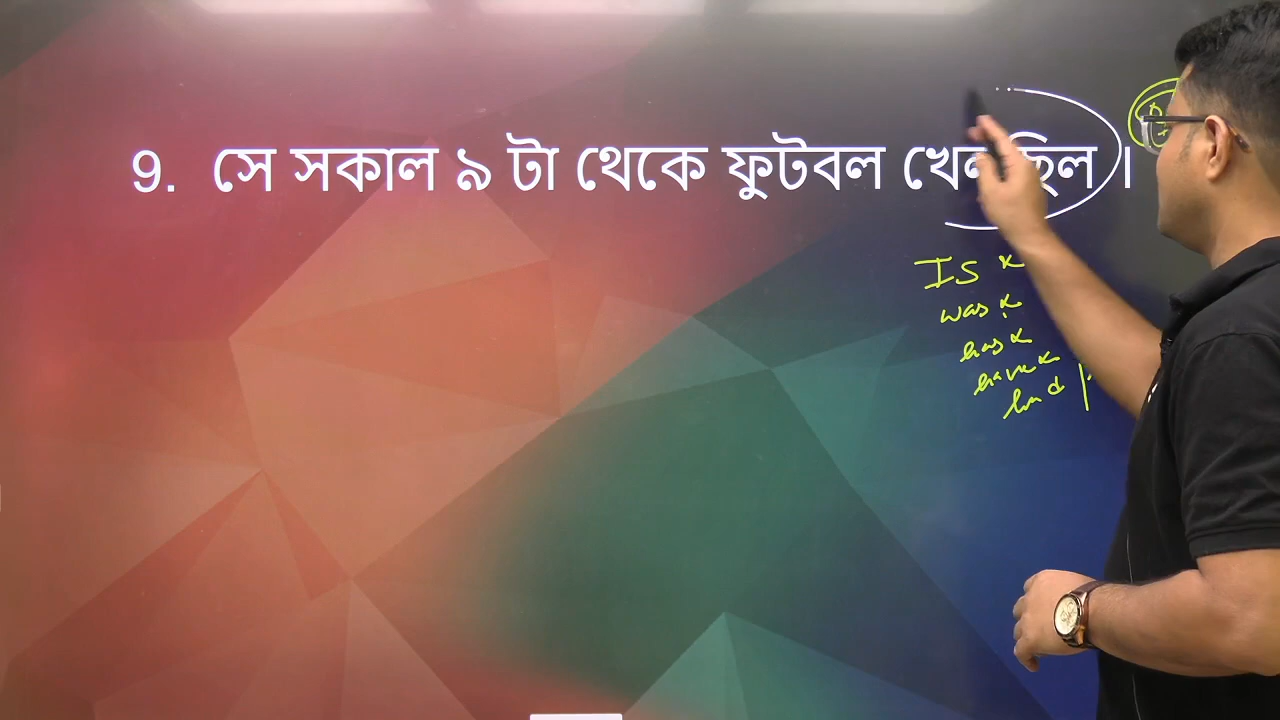 9. সে সকাল ৯ টা থেকে ফুটবল খেলছিল ।
Is x
was x
has x
have x
had